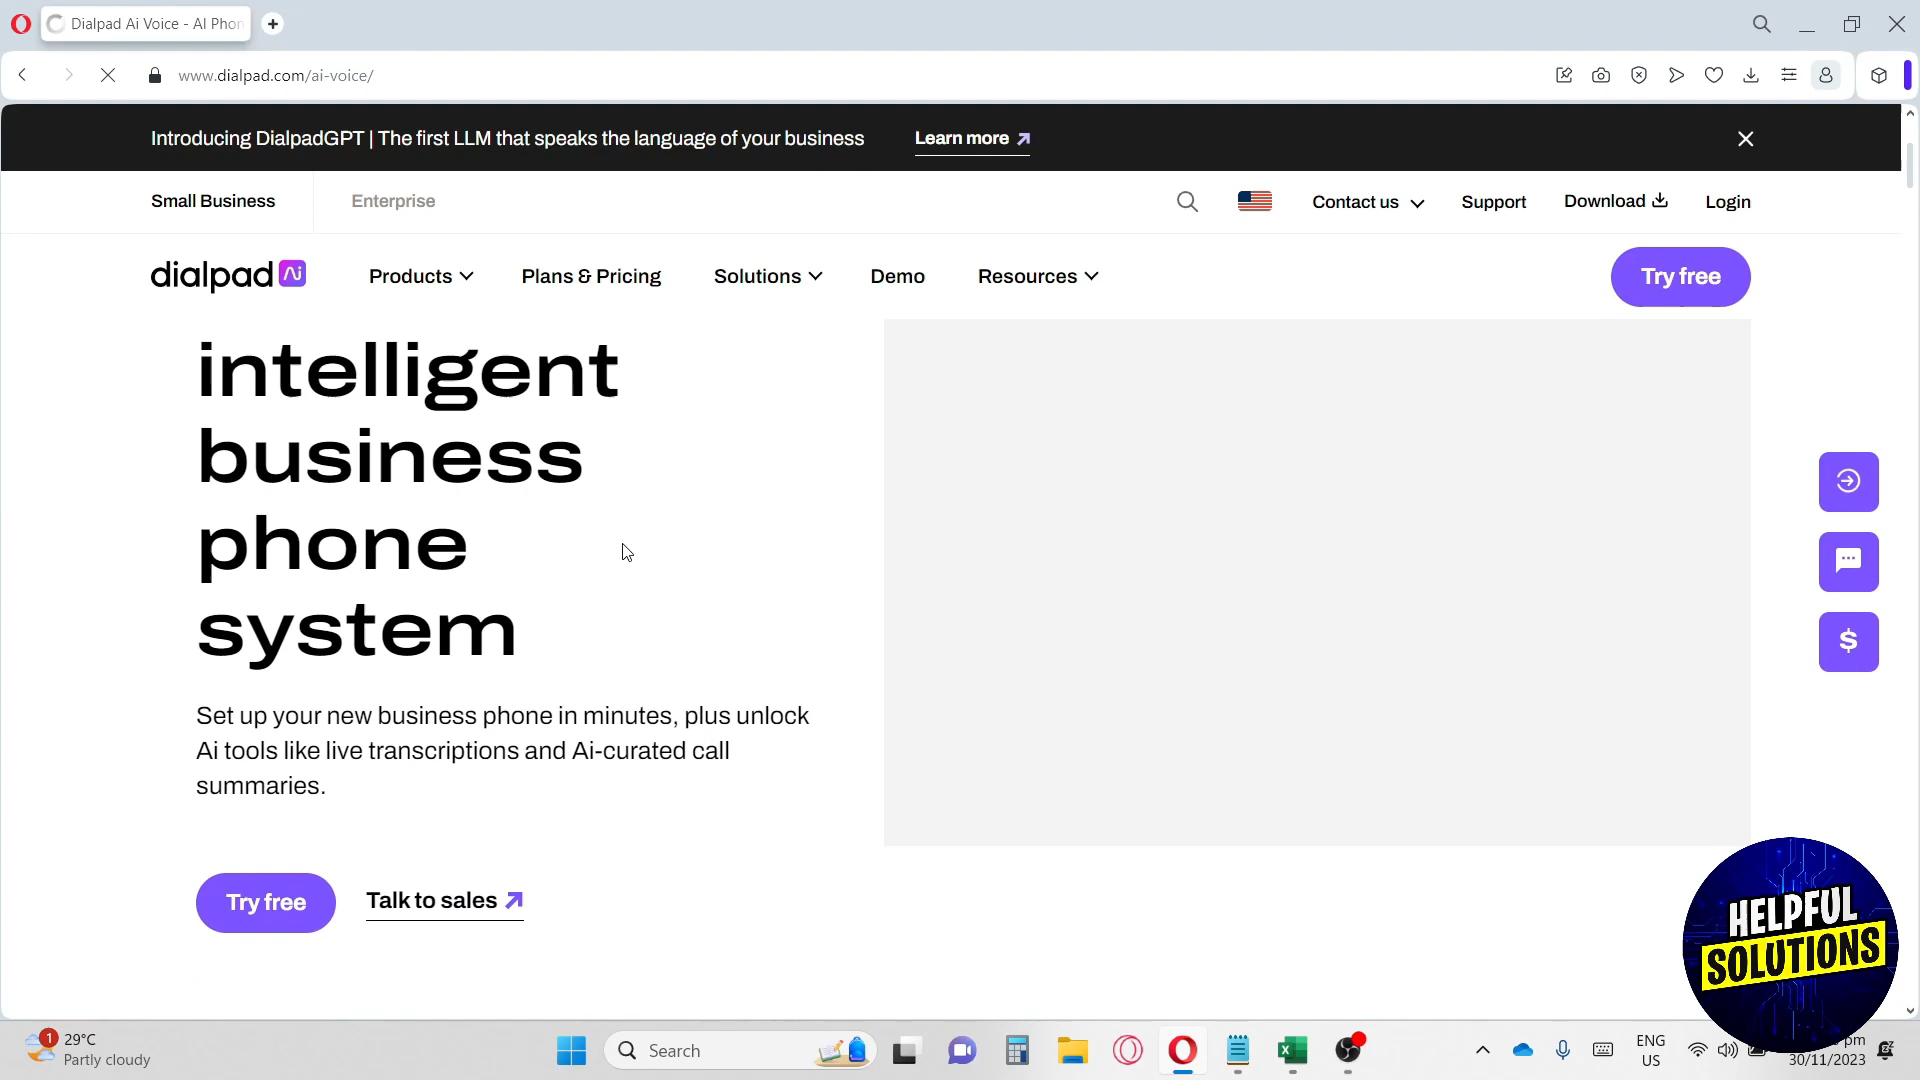 Dialpad Ai Voice - AI Phon
www.dialpad.com/ai-voice/
Introducing DialpadGPT | The first LLM that speaks the language of your business
Learn more
Small Business
Enterprise
Contact us
Support
Download
Login
dialpad Ai
Products
Plans & Pricing
Solutions
Demo
Resources
Try free
intelligent
business
phone
system
Set up your new business phone in minutes, plus unlock
Ai tools like live transcriptions and Ai-curated call
summaries.
Try free
Talk to sales
$
HELPFUL
SOLUTIONS
1
29°C
Partly cloudy
Search
ENG
US
pm
30/11/2023